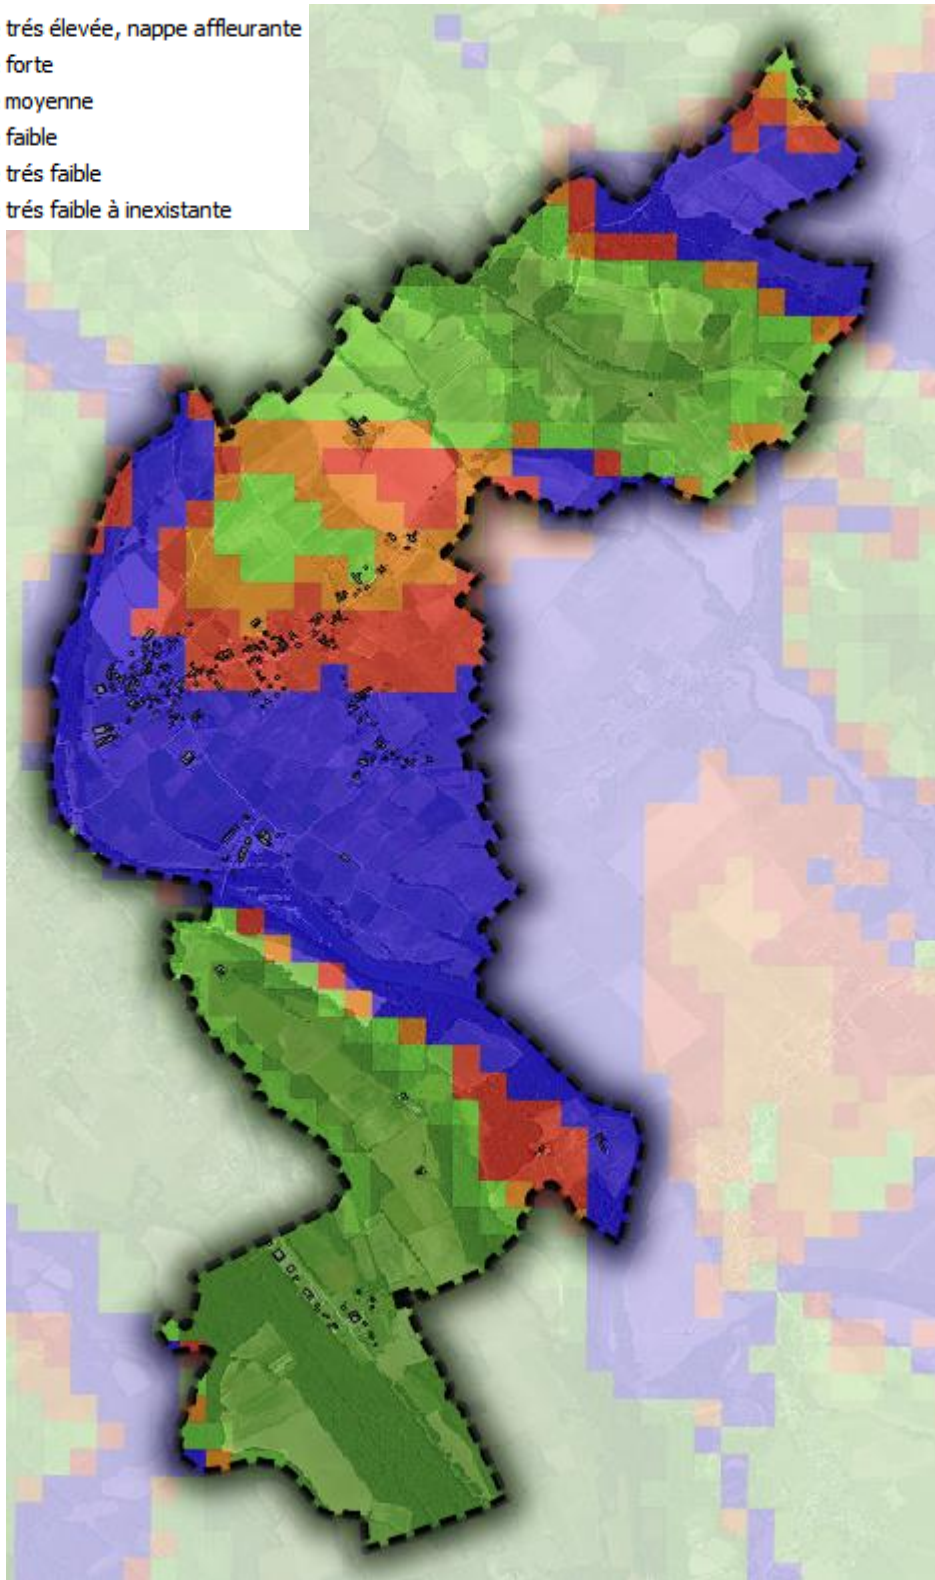 trés élevée, nappe affleurante
forte
moyenne
faible
trés faible
trés faible à inexistante